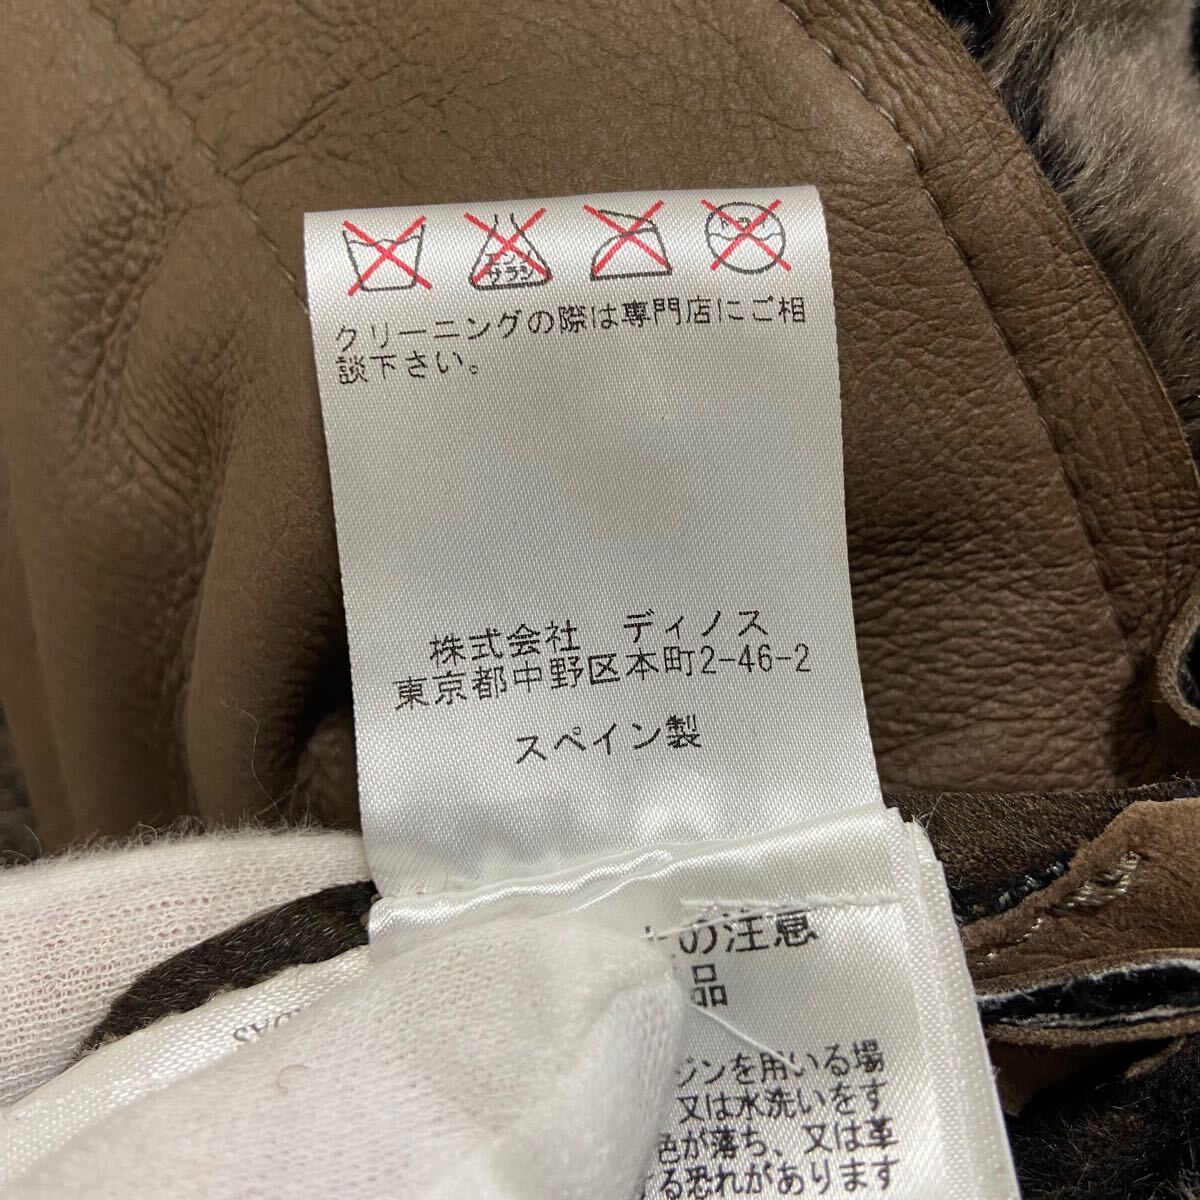 エンソ
サラシ
クリーニングの際は専門店にご相
談下さい。
株式会社 ディノス
東京都中野区本町2-46-2
スペイン製
上の注意
品
ジンを用いる場
又は水洗いをす
色が落ち、又は革
る恐れがあります